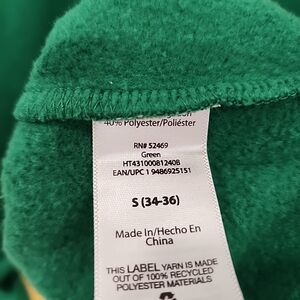 40% Polyester/Poliéster
RN# 52469
Green
HT43100081240B
EAN/UPC 1 9486925151
S (34-36)
Made In/Hecho En
China
THIS LABEL YARN IS MADE
OUT OF 100% RECYCLED
POLYESTER MATERIALS